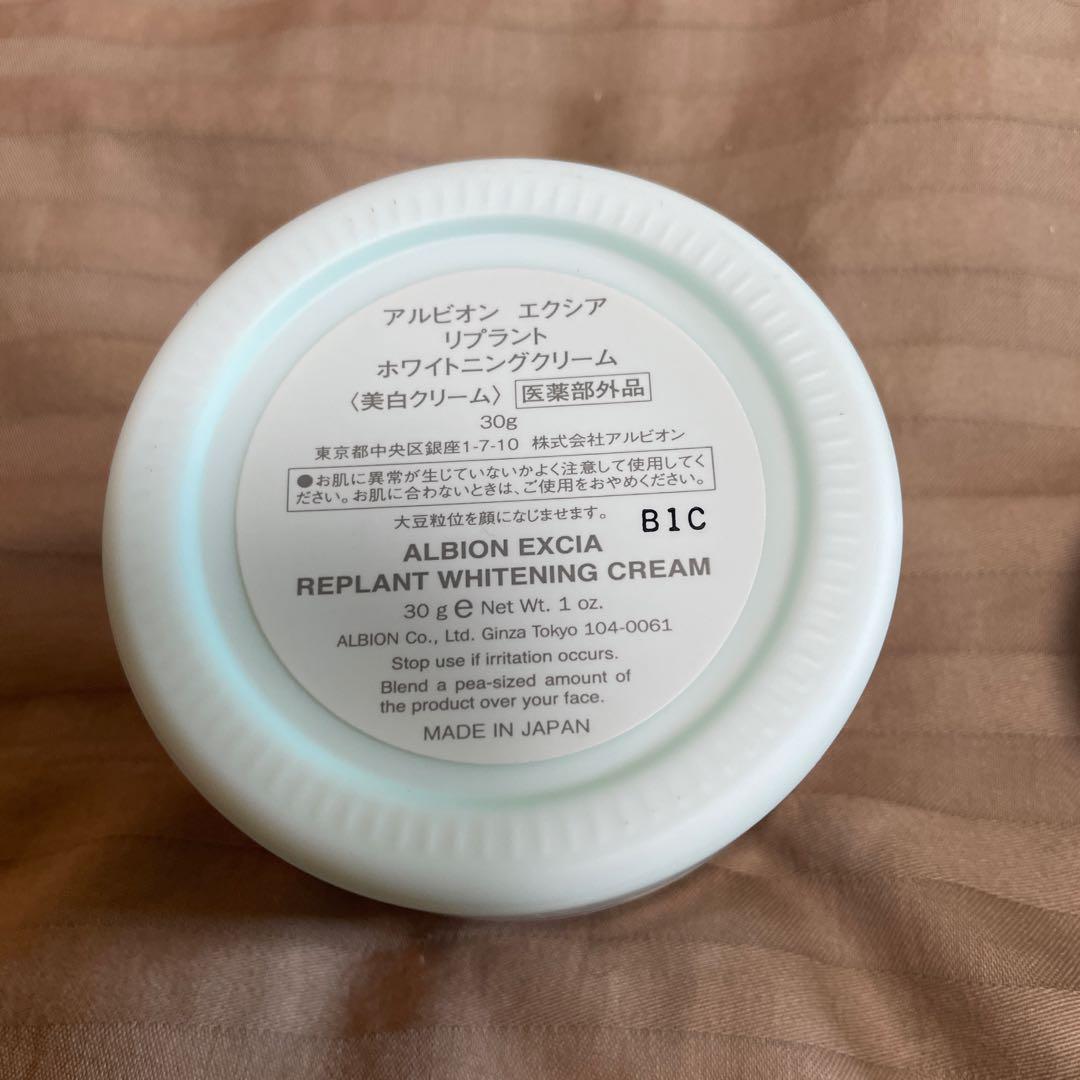 アルビオン エクシア
リプラント
ホワイトニングクリーム
〈美白クリーム〉 医薬部外品
30g
東京都中央区銀座1-7-10 株式会社アルビオン
●お肌に異常が生じていないかよく注意して使用してく
ださい。お肌に合わないときは、ご使用をおやめください。
大豆粒位を顔になじませます。 B1C
ALBION EXCIA
REPLANT WHITENING CREAM
30 g e Net Wt. 1 oz.
ALBION Co., Ltd. Ginza Tokyo 104-0061
Stop use if irritation occurs.
Blend a pea-sized amount of
the product over your face.
MADE IN JAPAN